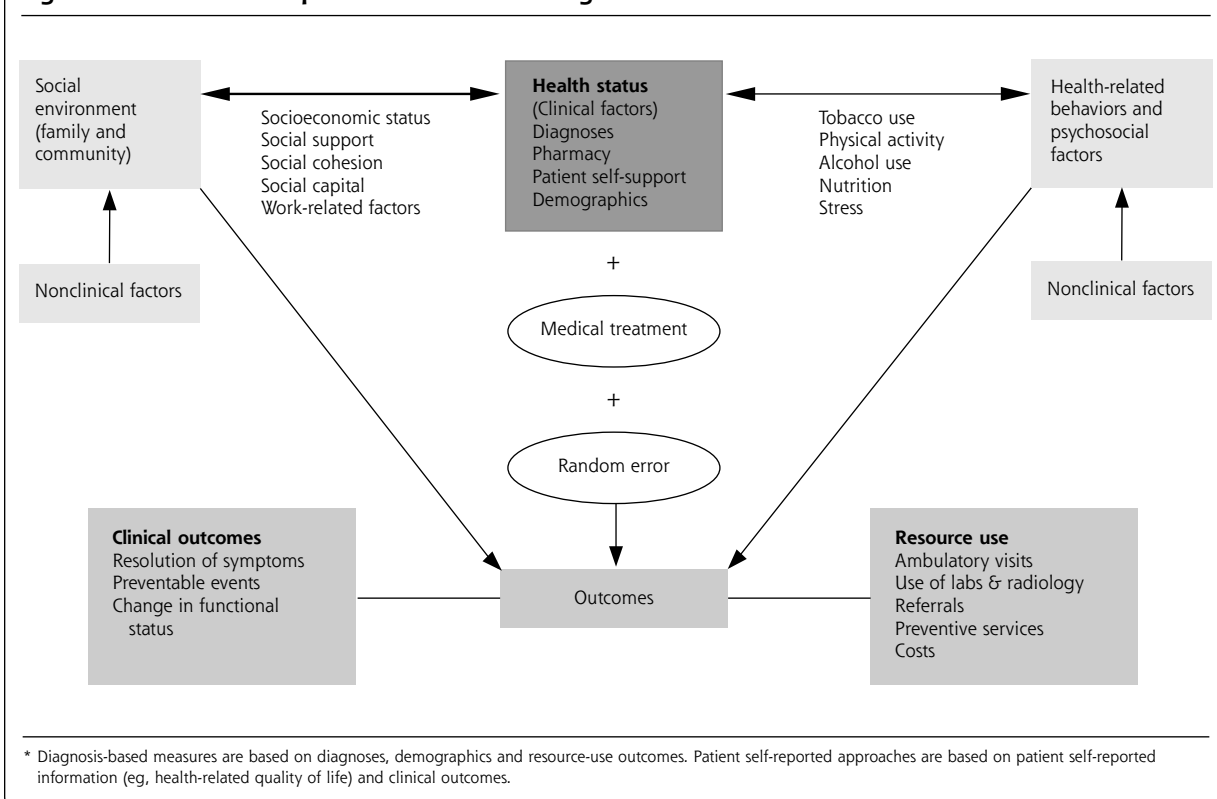 Social
environment
(family and
community)
Socioeconomic status
Social support
Social cohesion
Social capital
Work-related factors
Health status
(Clinical factors)
Diagnoses
Pharmacy
Patient self-support
Demographics
Tobacco use
Physical activity
Alcohol use
Nutrition
Stress
Health-related
behaviors and
psychosocial
factors
Nonclinical factors
+
Medical treatment
+
Random error
Nonclinical factors
Clinical outcomes
Resolution of symptoms
Preventable events
Change in functional
status
Outcomes
Resource use
Ambulatory visits
Use of labs & radiology
Referrals
Preventive services
Costs
* Diagnosis-based measures are based on diagnoses, demographics and resource-use outcomes. Patient self-reported approaches are based on patient self-reported
information (eg, health-related quality of life) and clinical outcomes.